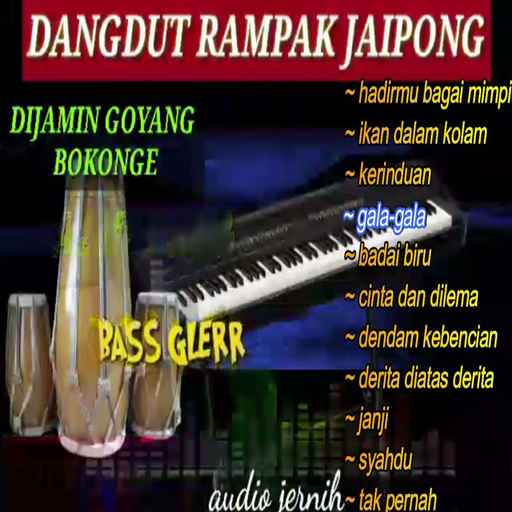 DANGDUT RAMPAK JAIPONG
DIJAMIN GOYANG
BOKONGE
BASS GLERR
~ hadirmu bagai mimpi
~ ikan dalam kolam
~ kerinduan
~ gala-gala
~ badai biru
~ cinta dan dilema
~ dendam kebencian
~ derita diatas derita
~ janji
~ syahdu
~ tak pernah
audio jernih